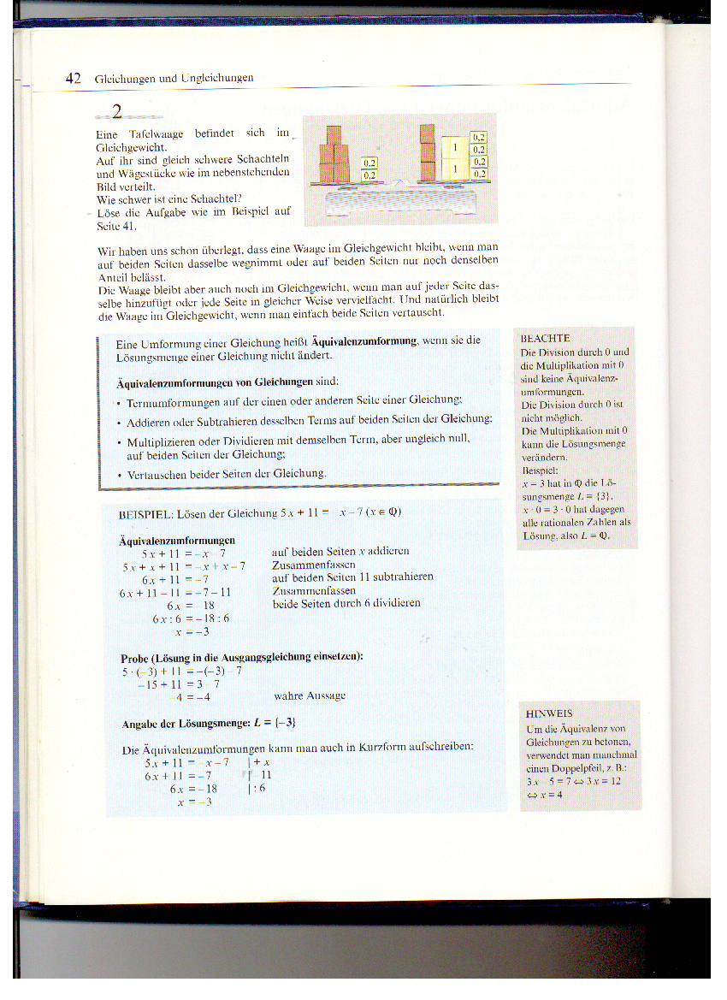 42 Gleichungen und Ungleichungen
2
Eine Tafelwaage befindet sich im
Gleichgewicht.
Auf ihr sind gleich schwere Schachteln
und Wägestücke wie im nebenstehenden
Bild verteilt.
Wie schwer ist eine Schachtel?
Löse die Aufgabe wie im Beispiel auf
Seite 41.
0,2
0,2
1
1
0,2
0,2
0,2
0,2
Wir haben uns schon überlegt, dass eine Waage im Gleichgewicht bleibt, wenn man
auf beiden Seiten dasselbe wegnimmt oder auf beiden Seiten nur noch denselben
Anteil belässt.
Die Waage bleibt aber auch noch im Gleichgewicht, wenn man auf jeder Seite das-
selbe hinzufügt oder jede Seite in gleicher Weise vervielfacht. Und natürlich bleibt
die Waage im Gleichgewicht, wenn man einfach beide Seiten vertauscht.
Eine Umformung einer Gleichung heißt Äquivalenzumformung, wenn sie die
Lösungsmenge einer Gleichung nicht ändert.
Äquivalenzumformungen von Gleichungen sind:
• Termumformungen auf der einen oder anderen Seite einer Gleichung;
• Addieren oder Subtrahieren desselben Terms auf beiden Seiten der Gleichung;
• Multiplizieren oder Dividieren mit demselben Term, aber ungleich null,
auf beiden Seiten der Gleichung;
• Vertauschen beider Seiten der Gleichung.
BEACHTE
Die Division durch 0 und
die Multiplikation mit 0
sind keine Äquivalenz-
umformungen.
Die Division durch 0 ist
nicht möglich.
Die Multiplikation mit 0
kann die Lösungsmenge
verändern.
Beispiel:
x = 3 hat in ℚ die Lö-
sungsmenge L = {3}.
x · 0 = 3 · 0 hat dagegen
alle rationalen Zahlen als
Lösung, also L = ℚ.
BEISPIEL: Lösen der Gleichung 5x + 11 = –x – 7 (x ∈ ℚ)
Äquivalenzumformungen
5x + 11 = –x – 7 auf beiden Seiten x addieren
5x + x + 11 = –x + x – 7 Zusammenfassen
6x + 11 = –7 auf beiden Seiten 11 subtrahieren
6x + 11 – 11 = –7 – 11 Zusammenfassen
6x = –18 beide Seiten durch 6 dividieren
6x : 6 = –18 : 6
x = –3
Probe (Lösung in die Ausgangsgleichung einsetzen):
5 · (–3) + 11 = –(–3) – 7
–15 + 11 = 3 – 7
–4 = –4 wahre Aussage
Angabe der Lösungsmenge: L = {–3}
Die Äquivalenzumformungen kann man auch in Kurzform aufschreiben:
5x + 11 = –x – 7 | + x
6x + 11 = –7 | – 11
6x = –18 | : 6
x = –3
HINWEIS
Um die Äquivalenz von
Gleichungen zu betonen,
verwendet man manchmal
einen Doppelpfeil, z. B.:
3x – 5 = 7 ⇔ 3x = 12
⇔ x = 4